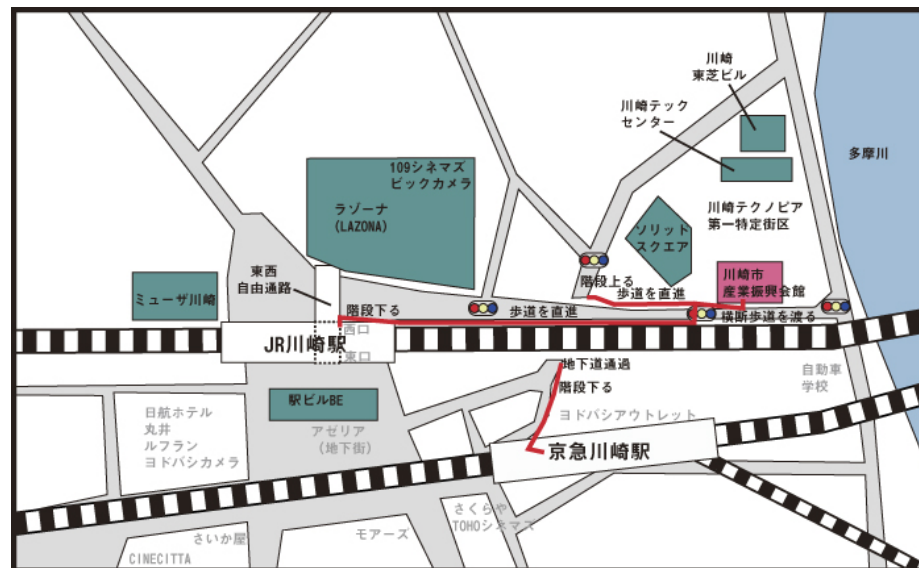 川崎
東芝ビル
川崎テック
センター
多摩川
109シネマズ
ビックカメラ
ラゾーナ
(LAZONA)
川崎テクノピア
第一特定街区
ソリット
スクエア
東西
自由通路
階段上る
川崎市
産業振興会館
歩道を直進
ミューザ川崎
階段下る
歩道を直進
横断歩道を渡る
西口
JR川崎駅
東口
地下道通過
自動車
学校
階段下る
駅ビルBE
日航ホテル
丸井
ルフラン
ヨドバシカメラ
アゼリア
(地下街)
ヨドバシアウトレット
京急川崎駅
さくらや
TOHOシネマズ
さいか屋
モアーズ
CINECITTA